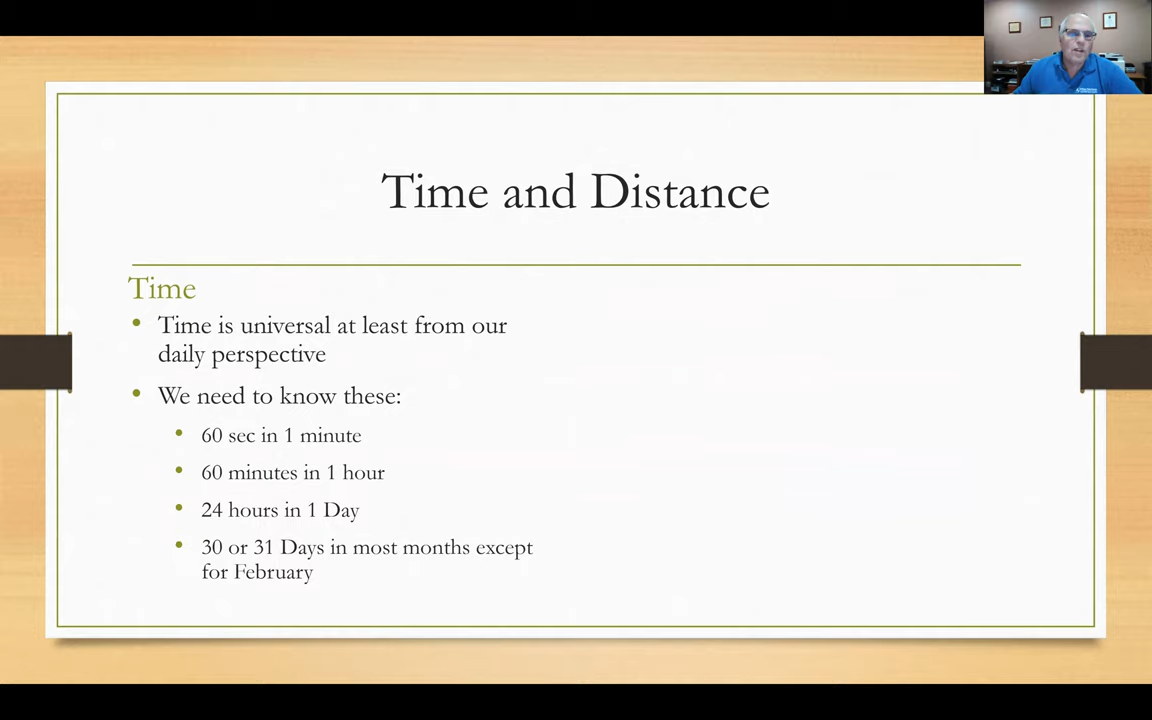 Time and Distance
Time
Time is universal at least from our
daily perspective
We need to know these:
60 sec in 1 minute
60 minutes in 1 hour
24 hours in 1 Day
30 or 31 Days in most months except
for February